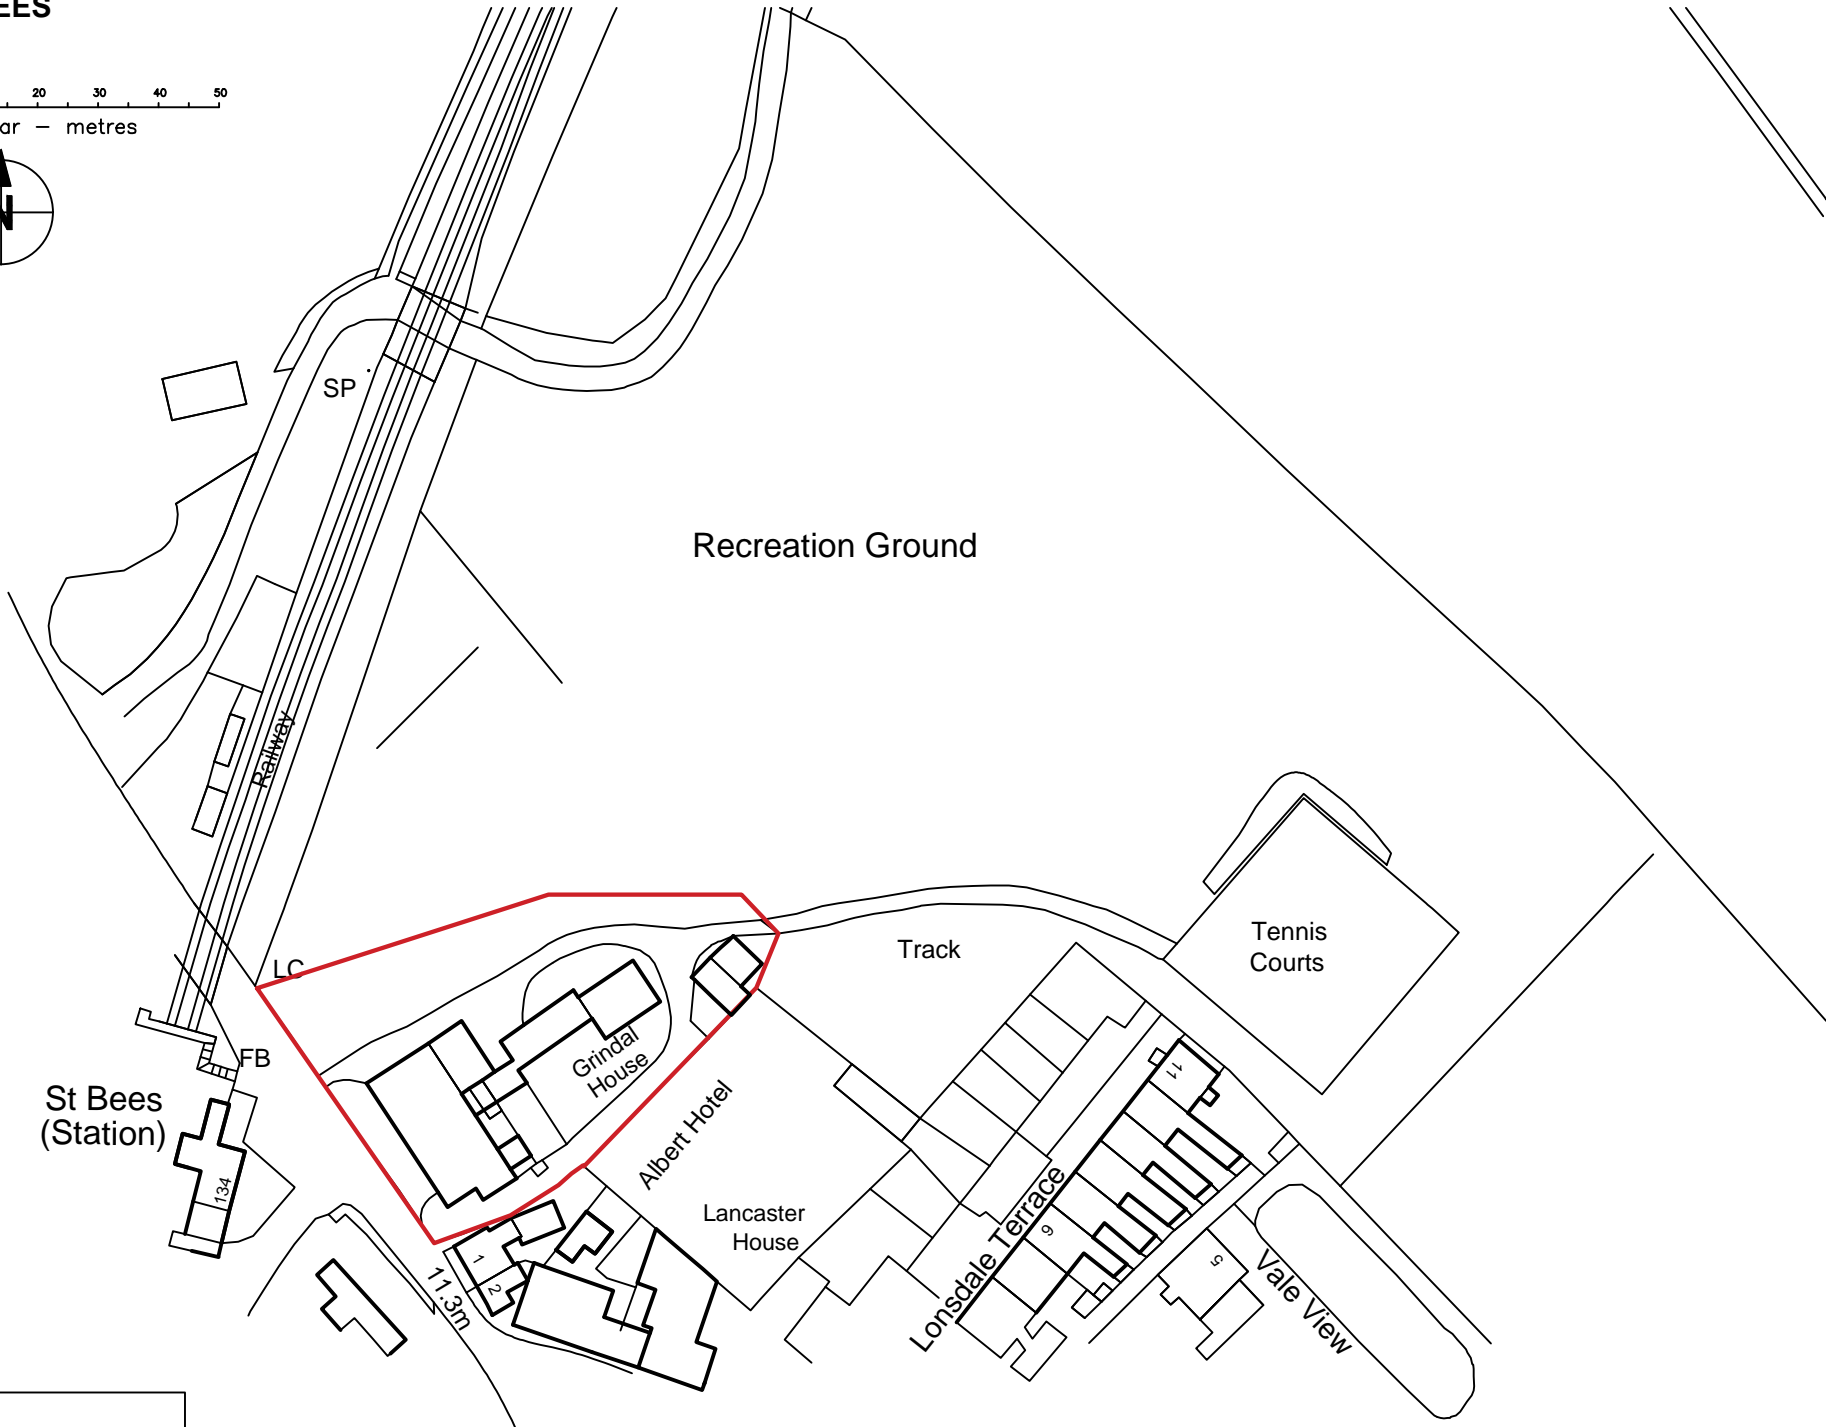 EES
20 30 40 50
ar – metres
N
SP
Recreation Ground
Railway
LC
Track
Tennis
Courts
FB
Grindal
House
St Bees
(Station)
134
Albert Hotel
Lancaster
House
11
Lonsdale Terrace
6
5
Vale View
1
2
11.3m